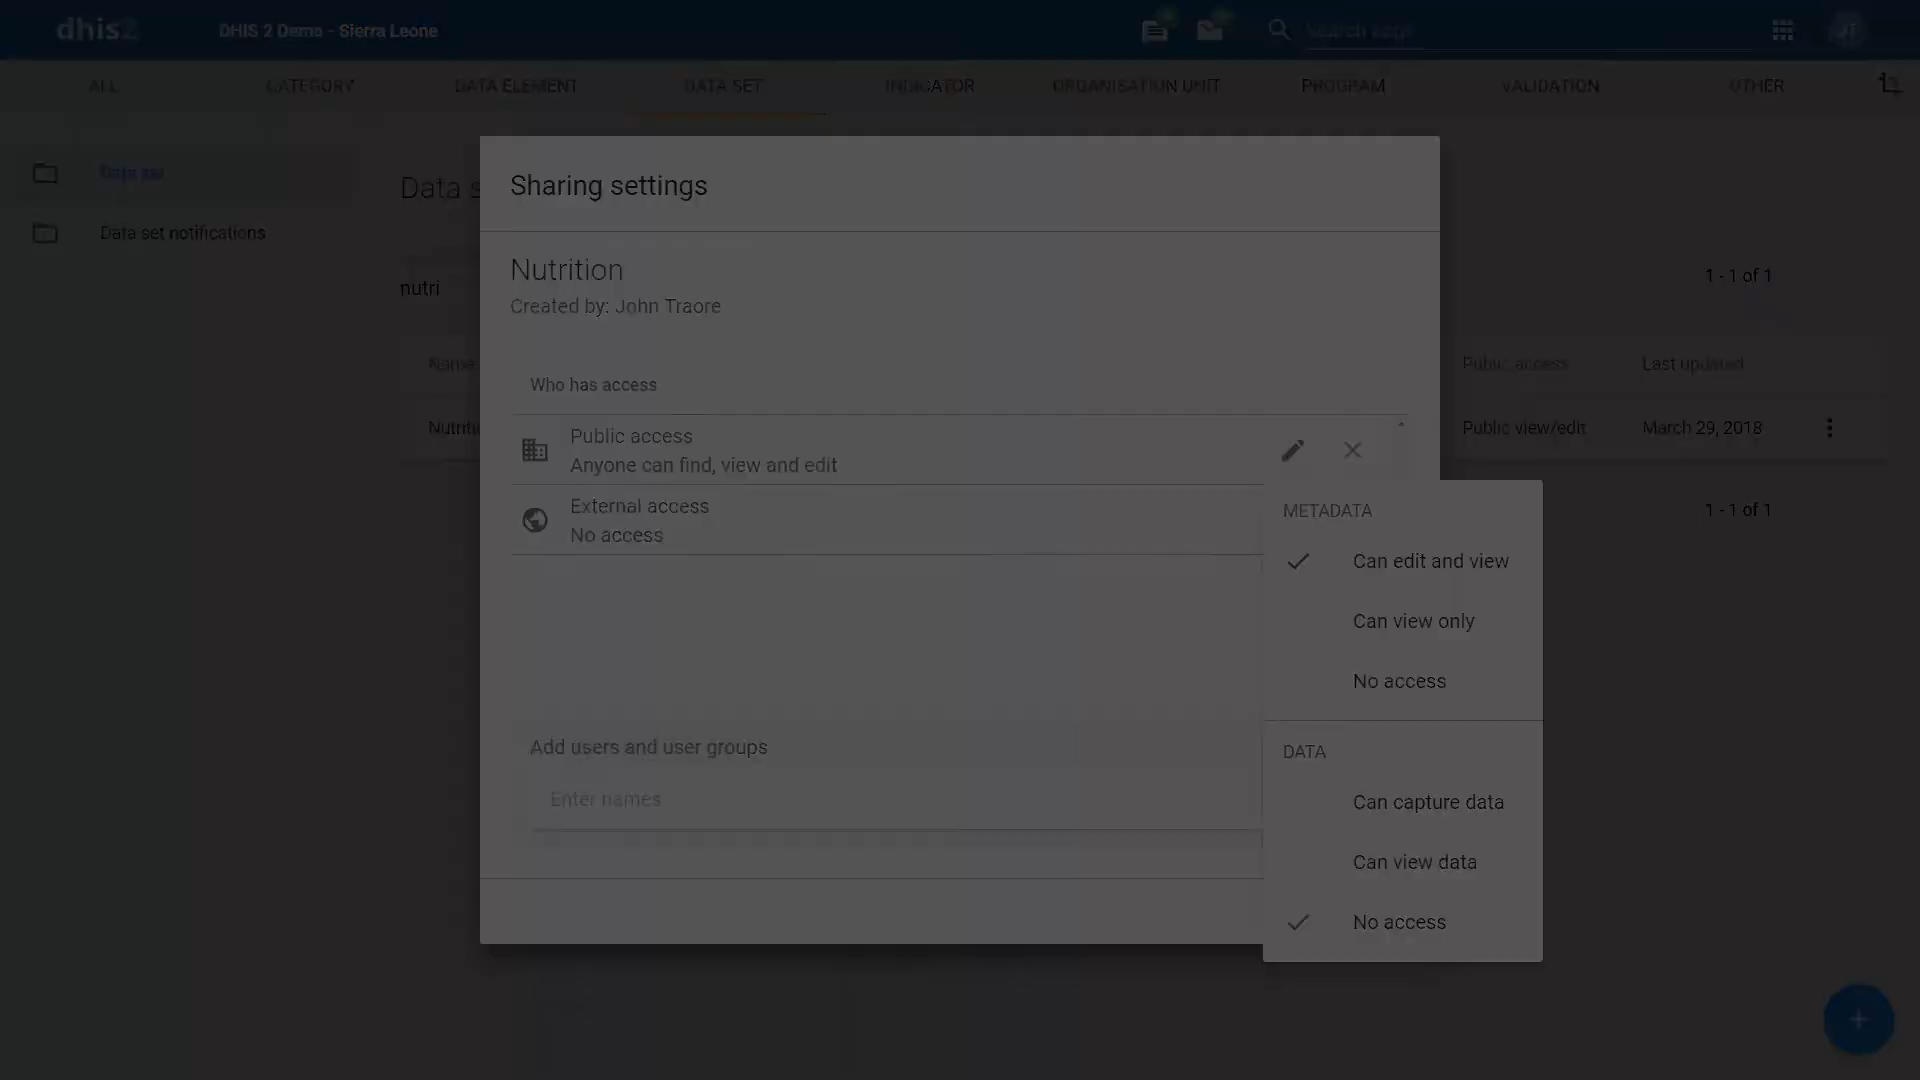 dhis2
DHIS 2 Demo - Sierra Leone
Search apps
JT
ALL
CATEGORY
DATA ELEMENT
DATA SET
INDICATOR
ORGANISATION UNIT
PROGRAM
VALIDATION
OTHER
Data set
Data set notifications
Data s
nutri
1 - 1 of 1
Name
Public access
Last updated
Nutriti
Public view/edit
March 29, 2018
1 - 1 of 1
Sharing settings
Nutrition
Created by: John Traore
Who has access
Public access
Anyone can find, view and edit
External access
No access
Add users and user groups
Enter names
METADATA
Can edit and view
Can view only
No access
DATA
Can capture data
Can view data
No access